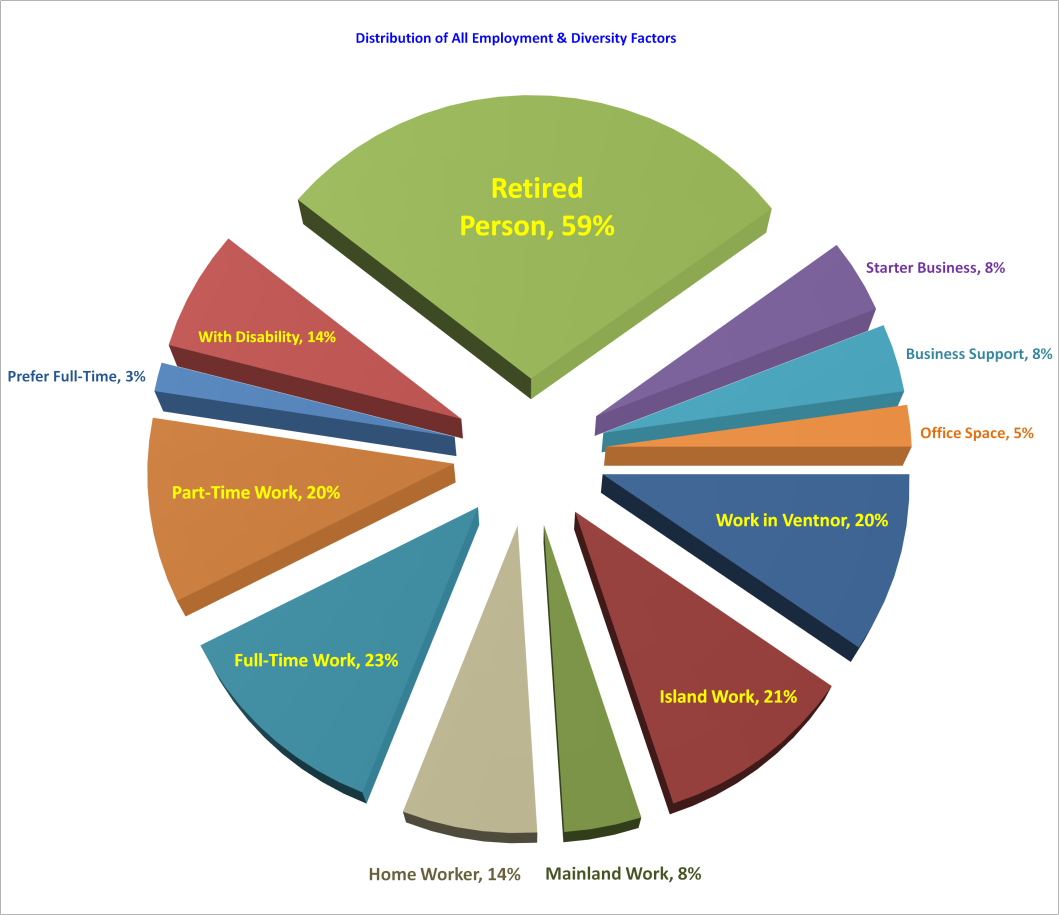 Distribution of All Employment & Diversity Factors
Retired
Person, 59%
Starter Business, 8%
With Disability, 14%
Business Support, 8%
Prefer Full-Time, 3%
Office Space, 5%
Part-Time Work, 20%
Work in Ventnor, 20%
Full-Time Work, 23%
Island Work, 21%
Home Worker, 14%
Mainland Work, 8%